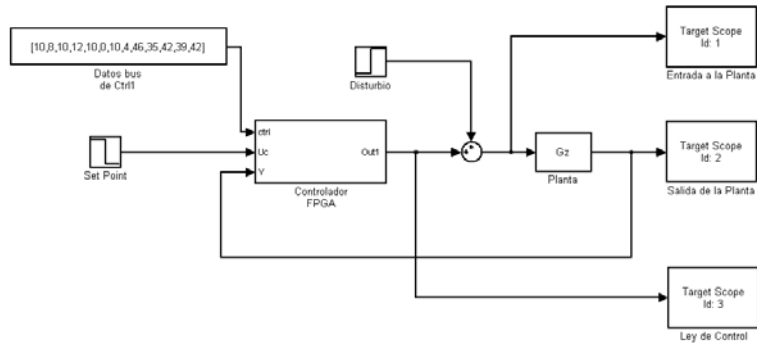 [10,8,10,12,10,0,10,4,46,35,42,39,42]
Datos bus
de Ctrl1
Set Point
ctrl
Uc
Y
Out1
Controlador
FPGA
Disturbio
Gz
Planta
Target Scope
Id: 1
Entrada a la Planta
Target Scope
Id: 2
Salida de la Planta
Target Scope
Id: 3
Ley de Control